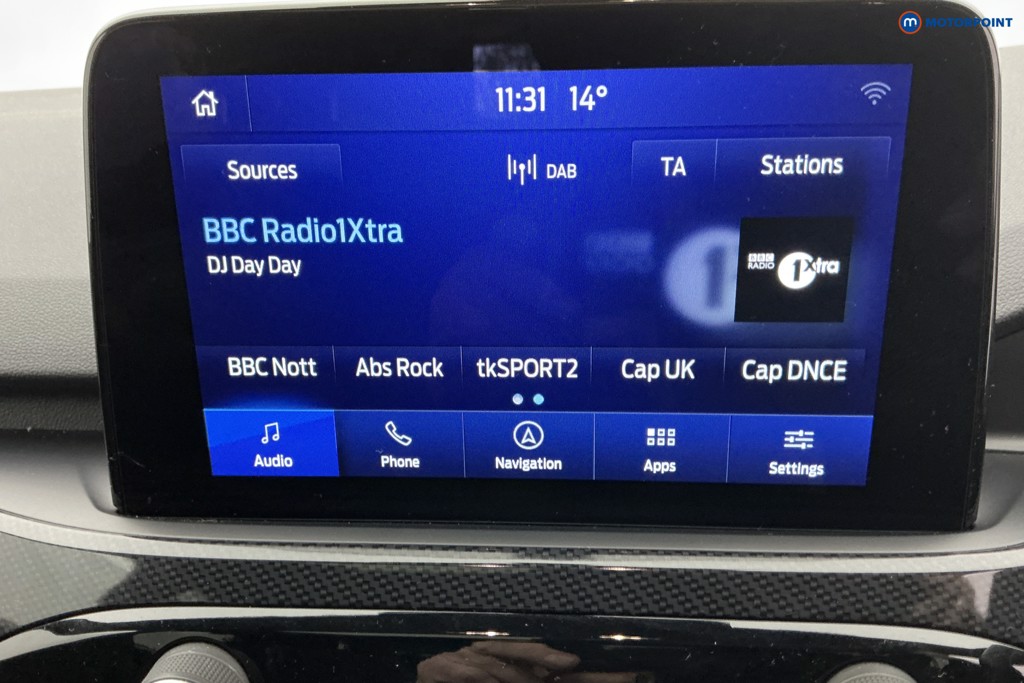 MOTORPOINT
11:31 14°
Sources DAB TA Stations
BBC Radio1Xtra
DJ Day Day
BBC RADIO 1Xtra
BBC Nott Abs Rock tkSPORT2 Cap UK Cap DNCE
Audio Phone Navigation Apps Settings